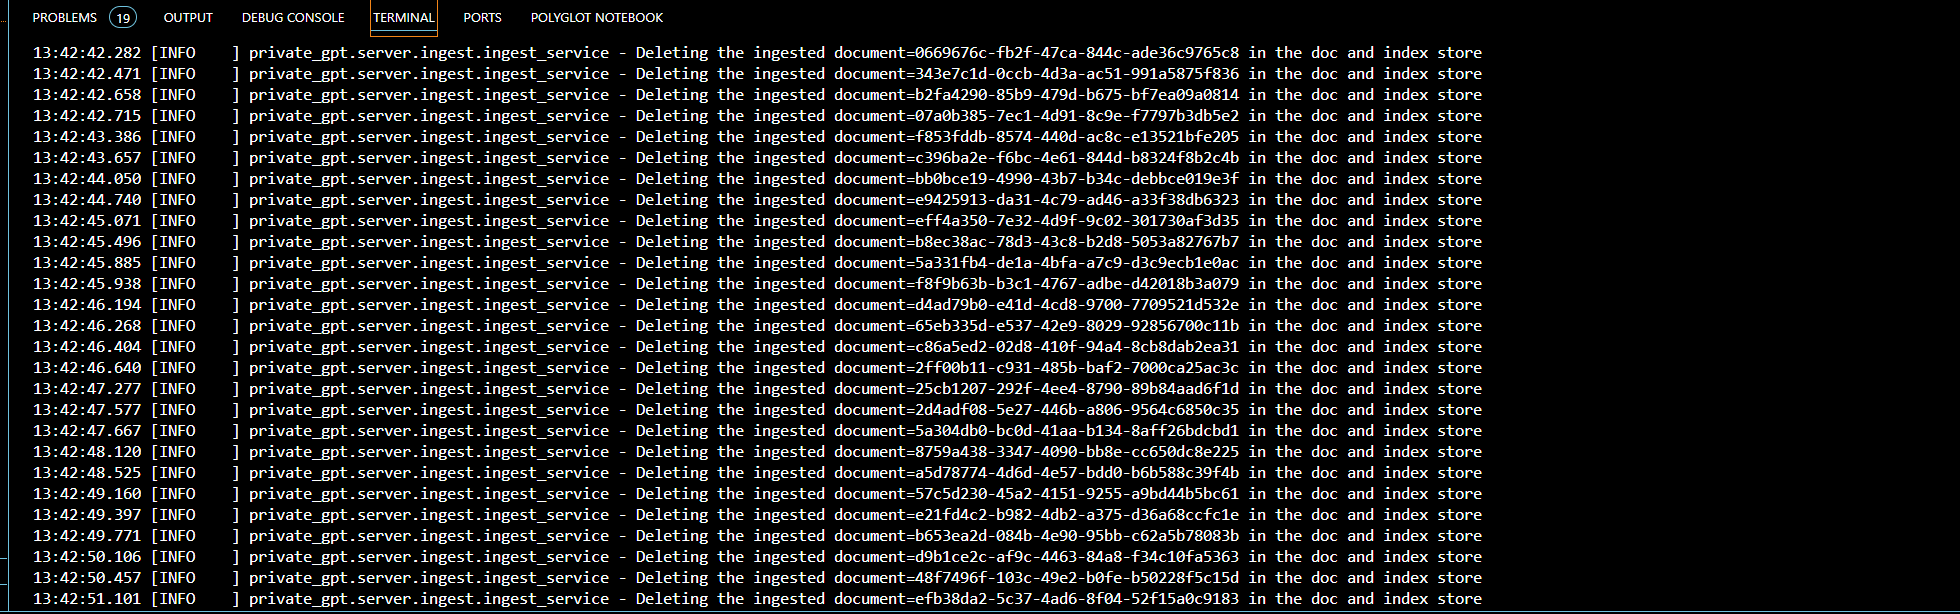 PROBLEMS 19 OUTPUT DEBUG CONSOLE TERMINAL PORTS POLYGLOT NOTEBOOK
13:42:42.282 [INFO    ] private_gpt.server.ingest.ingest_service - Deleting the ingested document=0669676c-fb2f-47ca-844c-ade36c9765c8 in the doc and index store
13:42:42.471 [INFO    ] private_gpt.server.ingest.ingest_service - Deleting the ingested document=343e7c1d-0ccb-4d3a-ac51-991a5875f836 in the doc and index store
13:42:42.658 [INFO    ] private_gpt.server.ingest.ingest_service - Deleting the ingested document=b2fa4290-85b9-479d-b675-bf7ea09a0814 in the doc and index store
13:42:42.715 [INFO    ] private_gpt.server.ingest.ingest_service - Deleting the ingested document=07a0b385-7ec1-4d91-8c9e-f7797b3db5e2 in the doc and index store
13:42:43.386 [INFO    ] private_gpt.server.ingest.ingest_service - Deleting the ingested document=f853fddb-8574-440d-ac8c-e13521bfe205 in the doc and index store
13:42:43.657 [INFO    ] private_gpt.server.ingest.ingest_service - Deleting the ingested document=c396ba2e-f6bc-4e61-844d-b8324f8b2c4b in the doc and index store
13:42:44.050 [INFO    ] private_gpt.server.ingest.ingest_service - Deleting the ingested document=bb0bce19-4990-43b7-b34c-debbce019e3f in the doc and index store
13:42:44.740 [INFO    ] private_gpt.server.ingest.ingest_service - Deleting the ingested document=e9425913-da31-4c79-ad46-a33f38db6323 in the doc and index store
13:42:45.071 [INFO    ] private_gpt.server.ingest.ingest_service - Deleting the ingested document=eff4a350-7e32-4d9f-9c02-301730af3d35 in the doc and index store
13:42:45.496 [INFO    ] private_gpt.server.ingest.ingest_service - Deleting the ingested document=b8ec38ac-78d3-43c8-b2d8-5053a82767b7 in the doc and index store
13:42:45.885 [INFO    ] private_gpt.server.ingest.ingest_service - Deleting the ingested document=5a331fb4-de1a-4bfa-a7c9-d3c9ecb1e0ac in the doc and index store
13:42:45.938 [INFO    ] private_gpt.server.ingest.ingest_service - Deleting the ingested document=f8f9b63b-b3c1-4767-adbe-d42018b3a079 in the doc and index store
13:42:46.194 [INFO    ] private_gpt.server.ingest.ingest_service - Deleting the ingested document=d4ad79b0-e41d-4cd8-9700-7709521d532e in the doc and index store
13:42:46.268 [INFO    ] private_gpt.server.ingest.ingest_service - Deleting the ingested document=65eb335d-e537-42e9-8029-92856700c11b in the doc and index store
13:42:46.404 [INFO    ] private_gpt.server.ingest.ingest_service - Deleting the ingested document=c86a5ed2-02d8-410f-94a4-8cb8dab2ea31 in the doc and index store
13:42:46.640 [INFO    ] private_gpt.server.ingest.ingest_service - Deleting the ingested document=2ff00b11-c931-485b-baf2-7000ca25ac3c in the doc and index store
13:42:47.277 [INFO    ] private_gpt.server.ingest.ingest_service - Deleting the ingested document=25cb1207-292f-4ee4-8790-89b84aad6f1d in the doc and index store
13:42:47.577 [INFO    ] private_gpt.server.ingest.ingest_service - Deleting the ingested document=2d4adf08-5e27-446b-a806-9564c6850c35 in the doc and index store
13:42:47.667 [INFO    ] private_gpt.server.ingest.ingest_service - Deleting the ingested document=5a304db0-bc0d-41aa-b134-8aff26bdcbd1 in the doc and index store
13:42:48.120 [INFO    ] private_gpt.server.ingest.ingest_service - Deleting the ingested document=8759a438-3347-4090-bb8e-cc650dc8e225 in the doc and index store
13:42:48.525 [INFO    ] private_gpt.server.ingest.ingest_service - Deleting the ingested document=a5d78774-4d6d-4e57-bdd0-b6b588c39f4b in the doc and index store
13:42:49.160 [INFO    ] private_gpt.server.ingest.ingest_service - Deleting the ingested document=57c5d230-45a2-4151-9255-a9bd44b5bc61 in the doc and index store
13:42:49.397 [INFO    ] private_gpt.server.ingest.ingest_service - Deleting the ingested document=e21fd4c2-b982-4db2-a375-d36a68ccfc1e in the doc and index store
13:42:49.771 [INFO    ] private_gpt.server.ingest.ingest_service - Deleting the ingested document=b653ea2d-084b-4e90-95bb-c62a5b78083b in the doc and index store
13:42:50.106 [INFO    ] private_gpt.server.ingest.ingest_service - Deleting the ingested document=d9b1ce2c-af9c-4463-84a8-f34c10fa5363 in the doc and index store
13:42:50.457 [INFO    ] private_gpt.server.ingest.ingest_service - Deleting the ingested document=48f7496f-103c-49e2-b0fe-b50228f5c15d in the doc and index store
13:42:51.101 [INFO    ] private_gpt.server.ingest.ingest_service - Deleting the ingested document=efb38da2-5c37-4ad6-8f04-52f15a0c9183 in the doc and index store